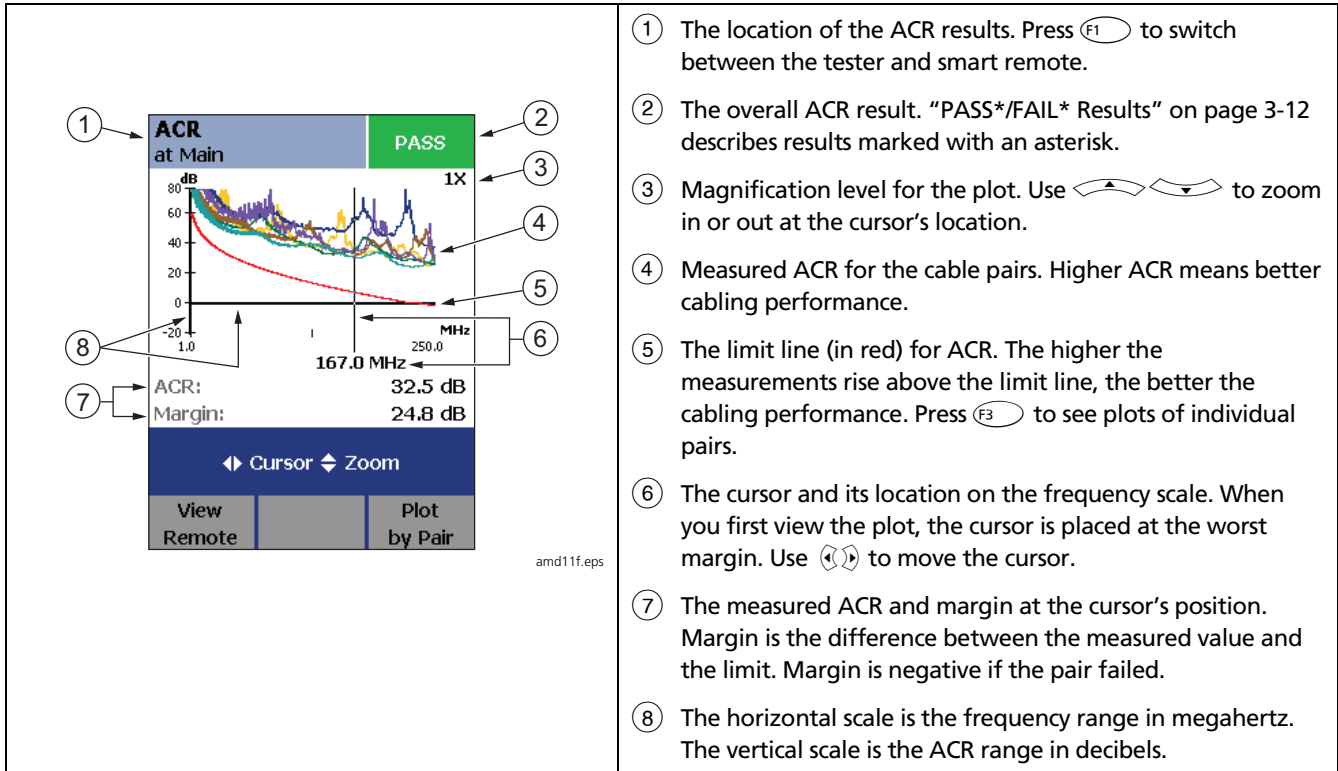 1
ACR
at Main
PASS
2
1X
3
dB
80
60
40
20
0
-20
4
5
6
MHz
1.0
250.0
8
167.0 MHz
7
ACR: 32.5 dB
Margin: 24.8 dB
Cursor Zoom
View
Remote
Plot
by Pair
amd11f.eps
1 The location of the ACR results. Press F1 to switch
between the tester and smart remote.
2 The overall ACR result. “PASS*/FAIL* Results” on page 3-12
describes results marked with an asterisk.
3 Magnification level for the plot. Use to zoom
in or out at the cursor’s location.
4 Measured ACR for the cable pairs. Higher ACR means better
cabling performance.
5 The limit line (in red) for ACR. The higher the
measurements rise above the limit line, the better the
cabling performance. Press F3 to see plots of individual
pairs.
6 The cursor and its location on the frequency scale. When
you first view the plot, the cursor is placed at the worst
margin. Use to move the cursor.
7 The measured ACR and margin at the cursor’s position.
Margin is the difference between the measured value and
the limit. Margin is negative if the pair failed.
8 The horizontal scale is the frequency range in megahertz.
The vertical scale is the ACR range in decibels.